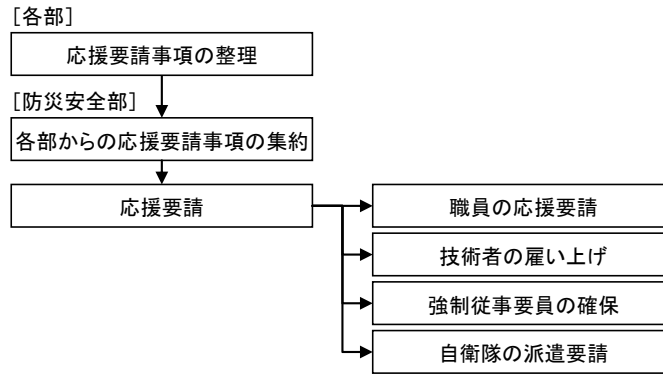 ［各部］
応援要請事項の整理
［防災安全部］
各部からの応援要請事項の集約
応援要請
職員の応援要請
技術者の雇い上げ
強制従事要員の確保
自衛隊の派遣要請